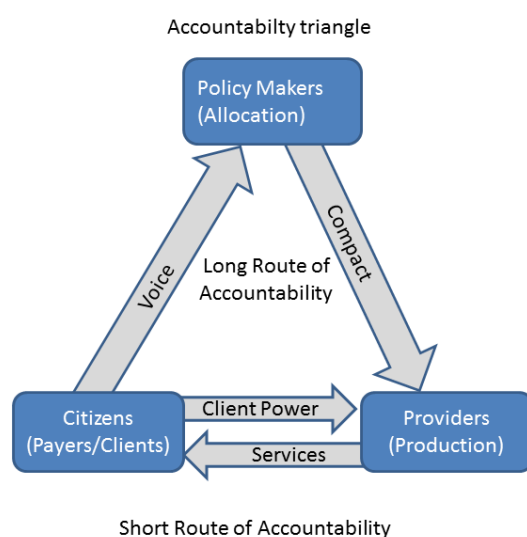 Accountabilty triangle
Policy Makers
(Allocation)
Voice
Compact
Long Route of
Accountability
Citizens
(Payers/Clients)
Client Power
Services
Providers
(Production)
Short Route of Accountability